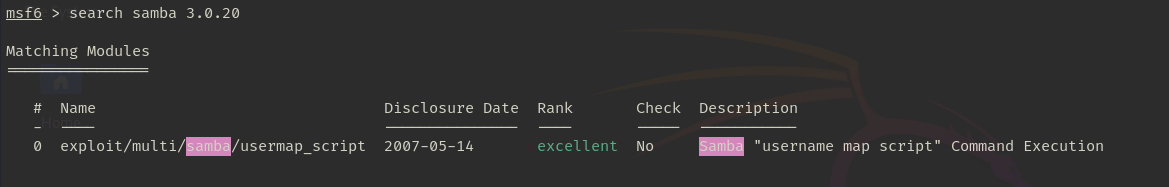 msf6 > search samba 3.0.20
Matching Modules
================
# Name Disclosure Date Rank Check Description
- ---- --------------- ---- ----- -----------
0 exploit/multi/samba/usermap_script 2007-05-14 excellent No Samba "username map script" Command Execution
Home